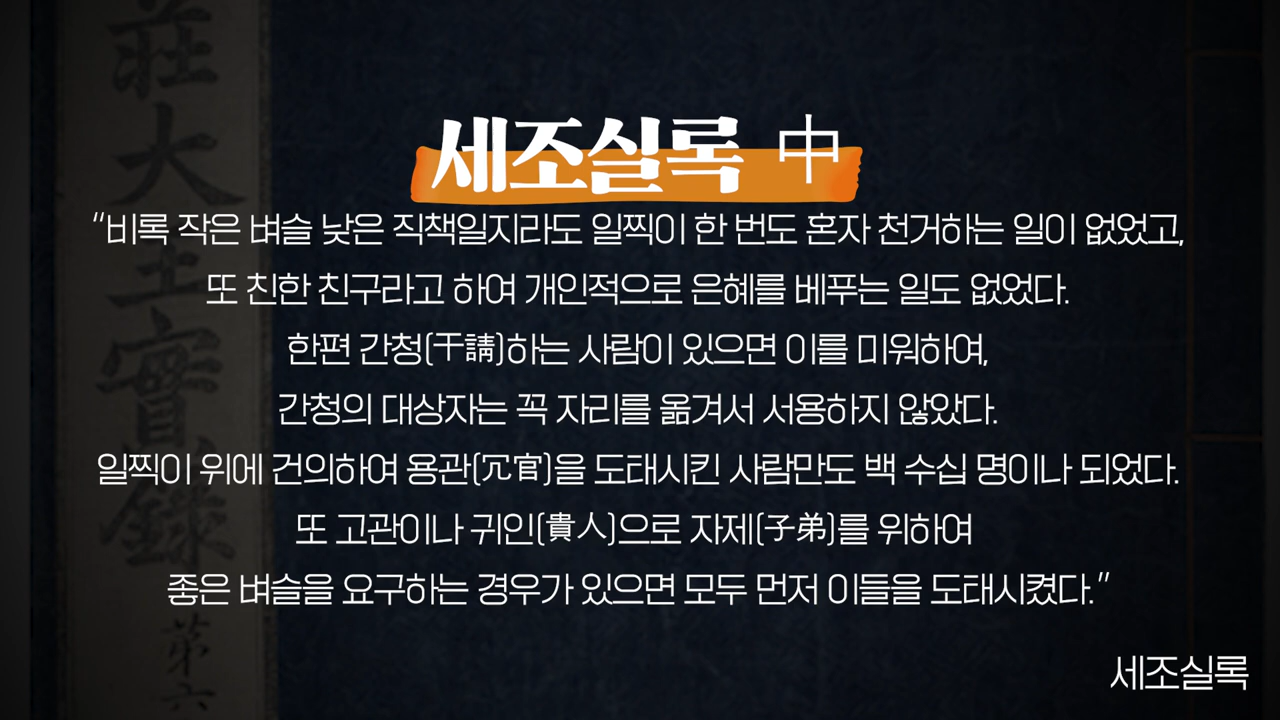 세조실록 中
"비록 작은 벼슬 낮은 직책일지라도 일찍이 한 번도 혼자 천거하는 일이 없었고,
또 친한 친구라고 하여 개인적으로 은혜를 베푸는 일도 없었다.
한편 간청(干請)하는 사람이 있으면 이를 미워하여,
간청의 대상자는 꼭 자리를 옮겨서 서용하지 않았다.
일찍이 위에 건의하여 용관(冗官)을 도태시킨 사람만도 백 수십 명이나 되었다.
또 고관이나 귀인(貴人)으로 자제(子弟)를 위하여
좋은 벼슬을 요구하는 경우가 있으면 모두 먼저 이들을 도태시켰다."
세조실록
莊大王實錄
第六